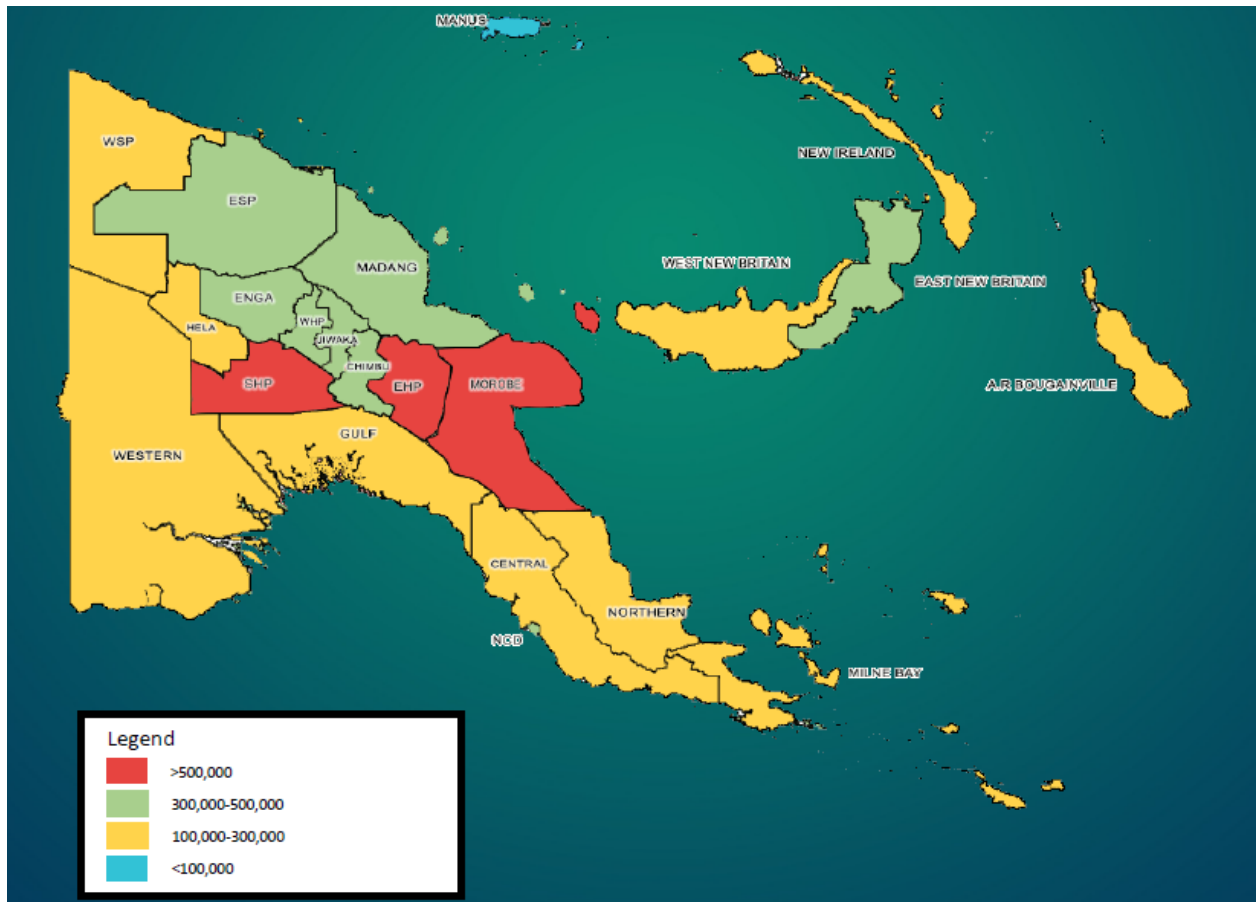 MANUS
WSP
NEW IRELAND
ESP
MADANG
WEST NEW BRITAIN
EAST NEW BRITAIN
ENGA
WHP
HELA
JIWAKA
CHIMBU
SHP
EHP
MOROBE
A.R BOUGAINVILLE
GULF
WESTERN
CENTRAL
NORTHERN
NCD
MILNE BAY
Legend
>500,000
300,000-500,000
100,000-300,000
<100,000